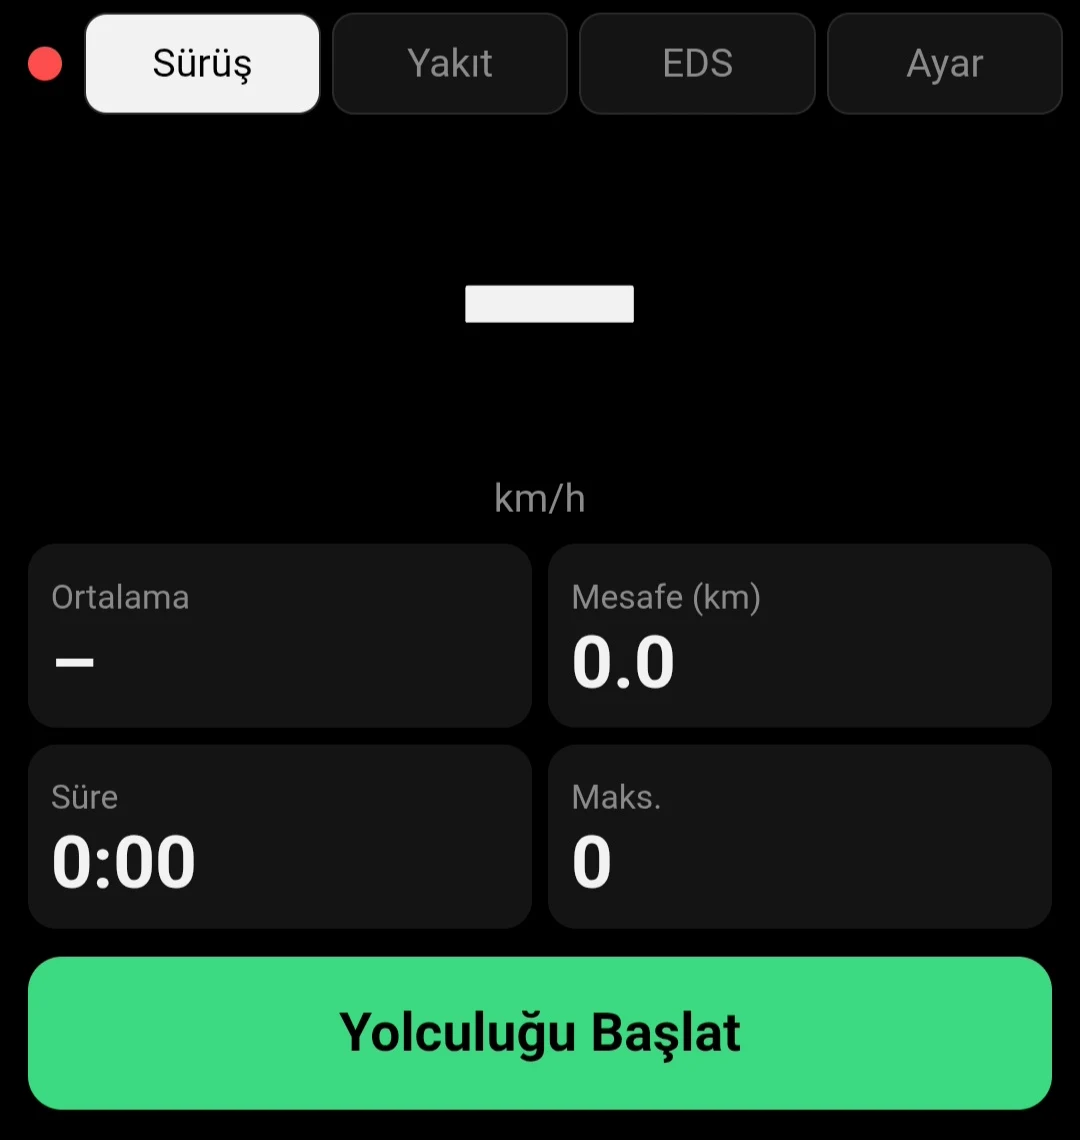 Sürüş Yakıt EDS Ayar
–
km/h
Ortalama Mesafe (km)
– 0.0
Süre Maks.
0:00 0
Yolculuğu Başlat